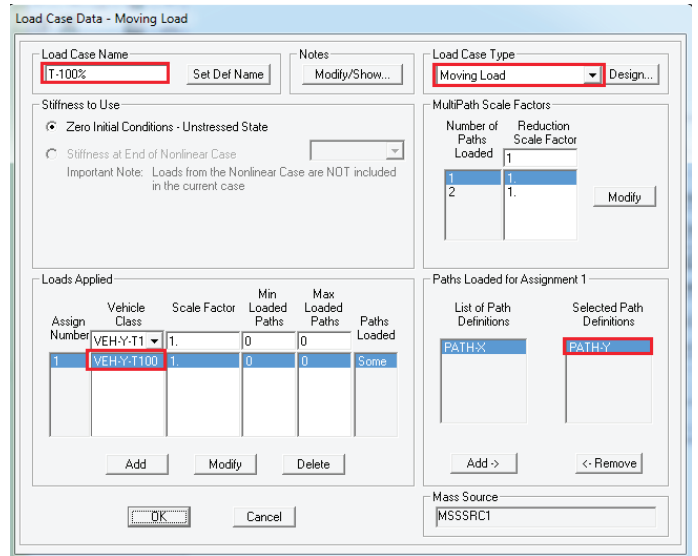 Load Case Data - Moving Load
Load Case Name
T-100%
Set Def Name
Notes
Modify/Show...
Load Case Type
Moving Load
Design...
Stiffness to Use
Zero Initial Conditions - Unstressed State
Stiffness at End of Nonlinear Case
Important Note: Loads from the Nonlinear Case are NOT included
in the current case
MultiPath Scale Factors
Number of
Paths
Loaded
Reduction
Scale Factor
1
1 1.
2 1.
Modify
Loads Applied
Assign
Number
Vehicle
Class
Scale Factor
Min
Loaded
Paths
Max
Loaded
Paths
Paths
Loaded
VEH-Y-T1 1. 0 0
1 VEH-Y-T100 1. 0 0 Some
Add
Modify
Delete
Paths Loaded for Assignment 1
List of Path
Definitions
Selected Path
Definitions
PATH-X
PATH-Y
Add ->
<- Remove
OK
Cancel
Mass Source
MSSSRC1